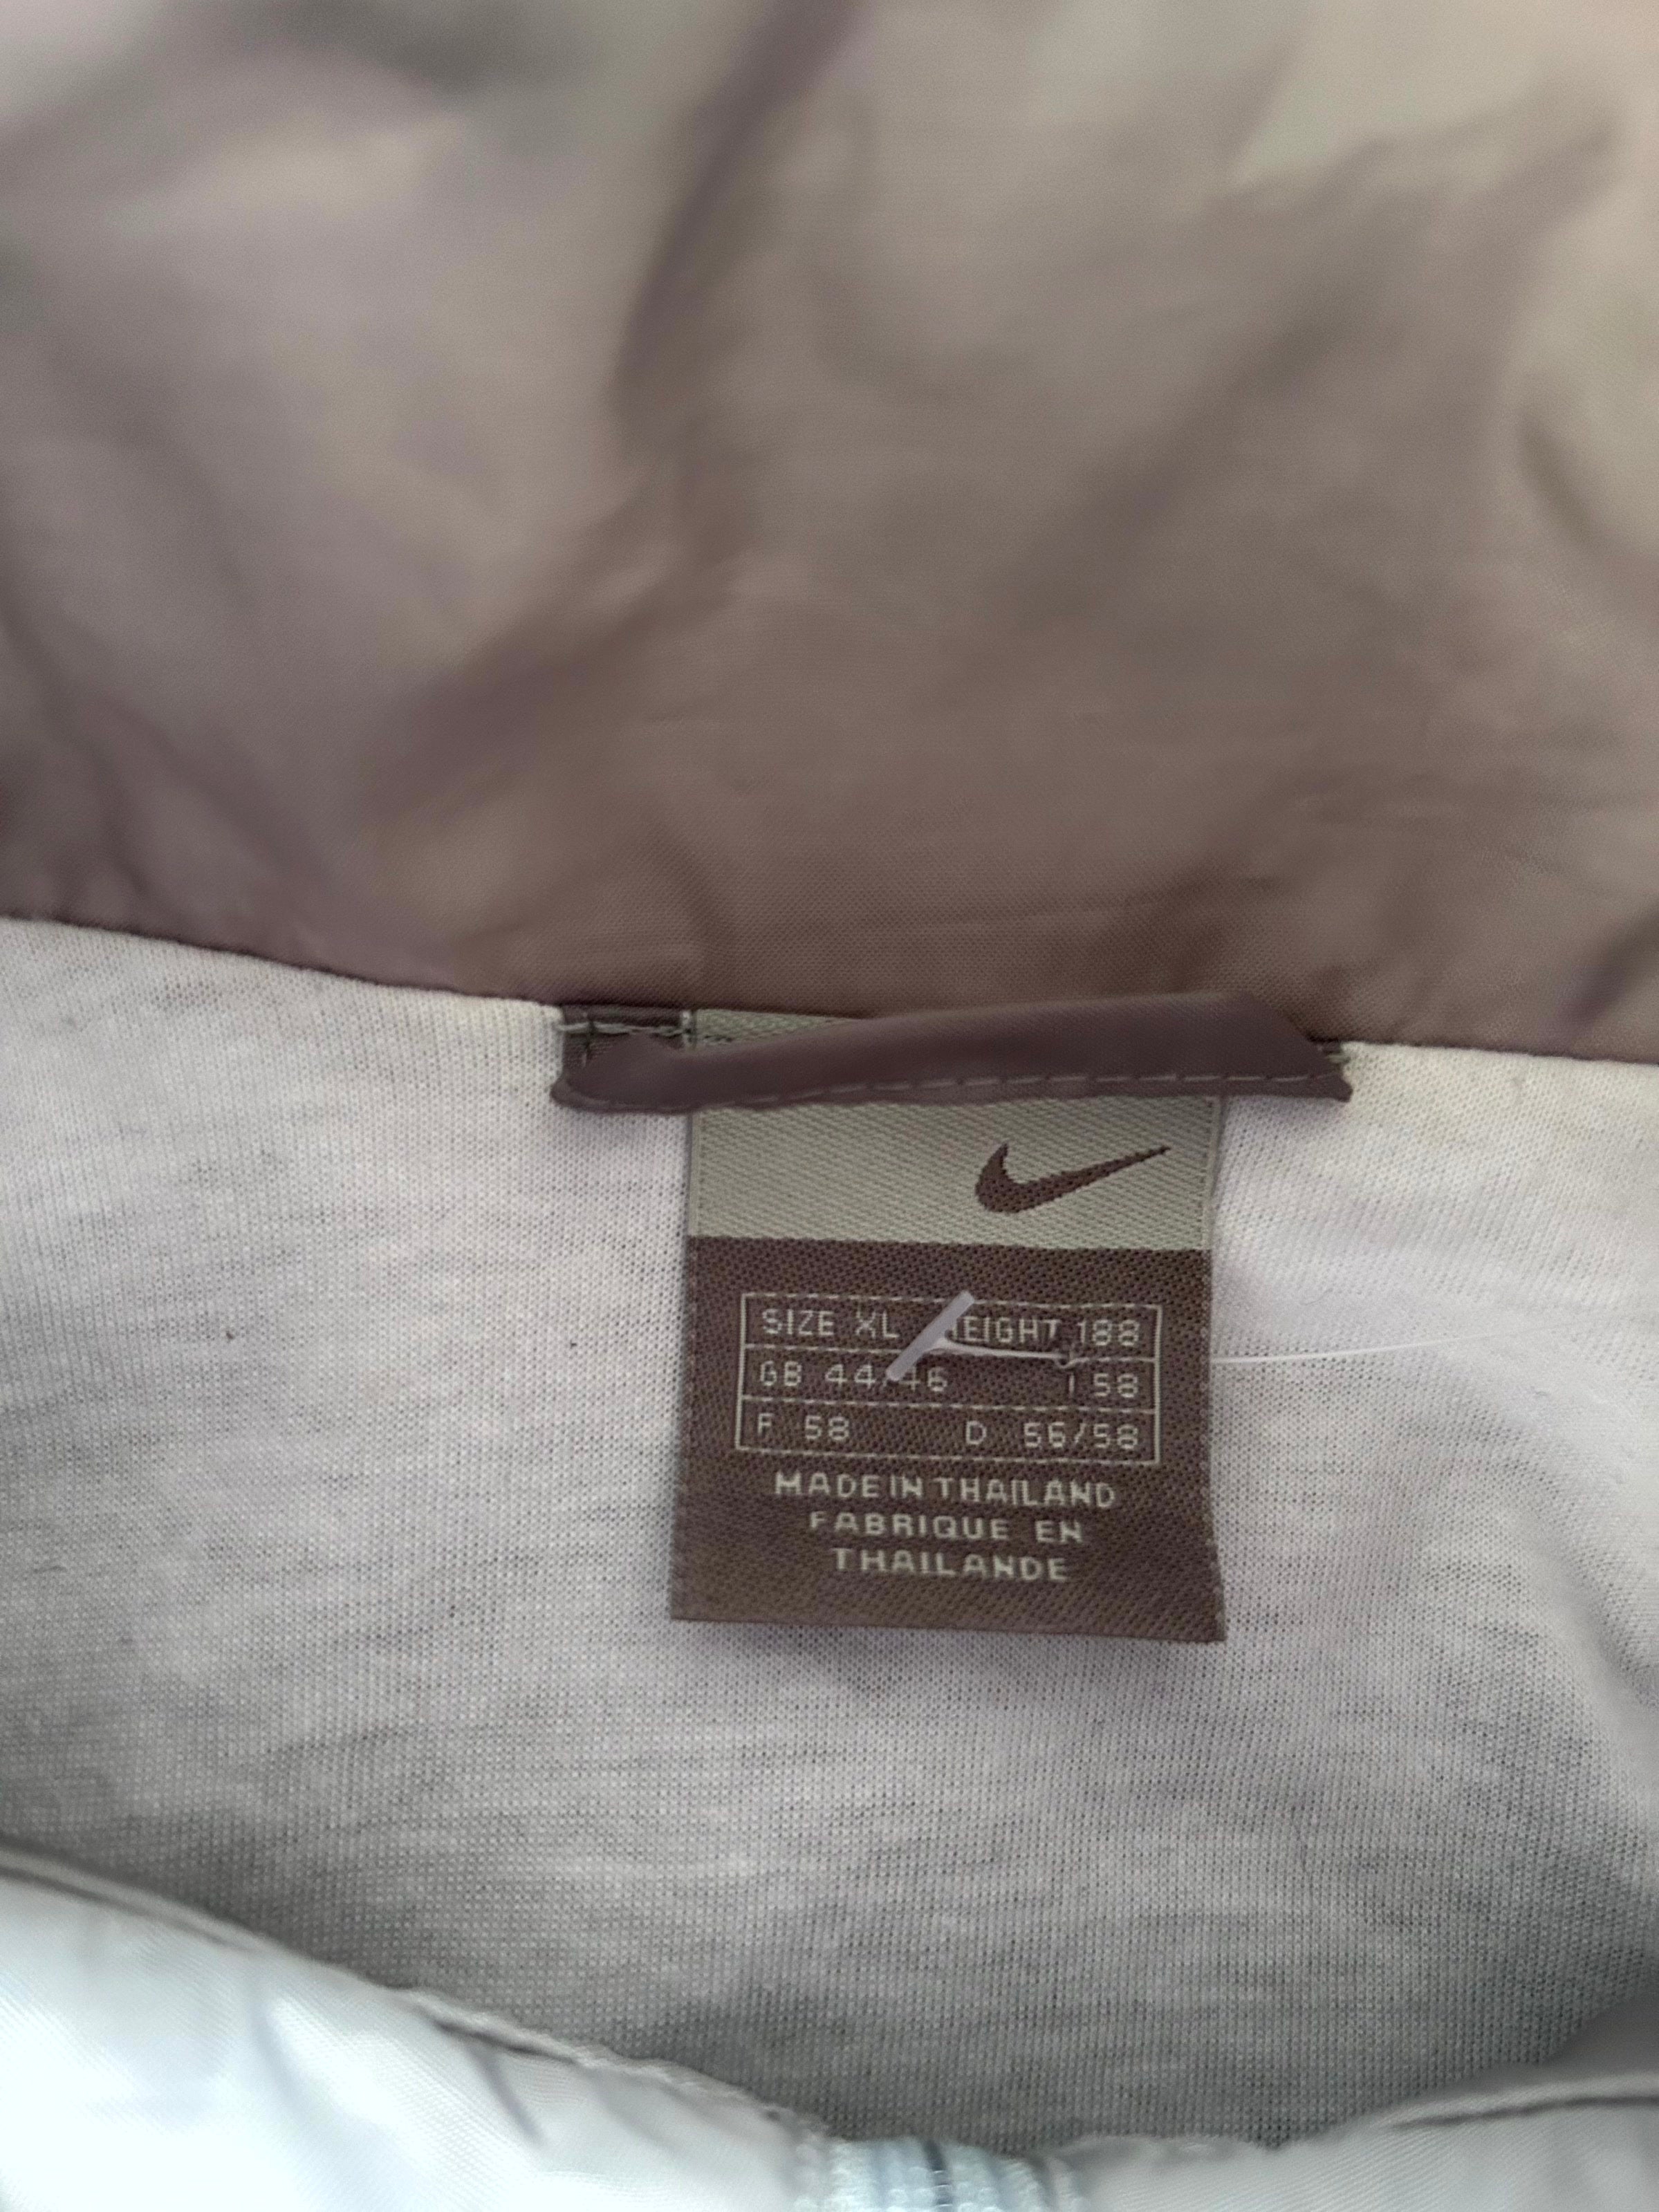 SIZE XL HEIGHT 188
GB 44/46 I 58
F 58 D 56/58
MADE IN THAILAND
FABRIQUE EN
THAILANDE